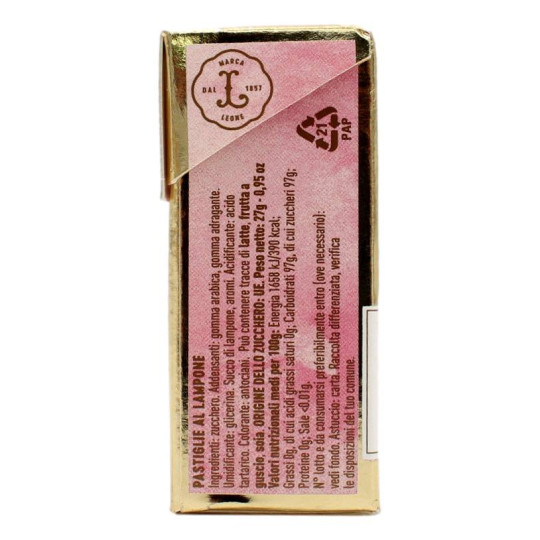 MARCA
DAL 1857
L
LEONE
21
PAP
PASTIGLIE AL LAMPONE
Ingredienti: zucchero. Addensanti: gomma arabica, gomma adragante.
Umidificante: glicerina. Succo di lampone, aromi. Acidificante: acido
tartarico. Colorante: antociani. Può contenere tracce di latte, frutta a
guscio, soia. ORIGINE DELLO ZUCCHERO: UE. Peso netto: 27g - 0,95 oz
Valori nutrizionali medi per 100g: Energia 1658 kJ/390 kcal;
Grassi 0g, di cui acidi grassi saturi 0g; Carboidrati 97g, di cui zuccheri 97g;
Proteine 0g; Sale <0.01g.
N° lotto e da consumarsi preferibilmente entro (ove necessario):
vedi fondo. Astuccio: carta. Raccolta differenziata, verifica
le disposizioni del tuo comune.